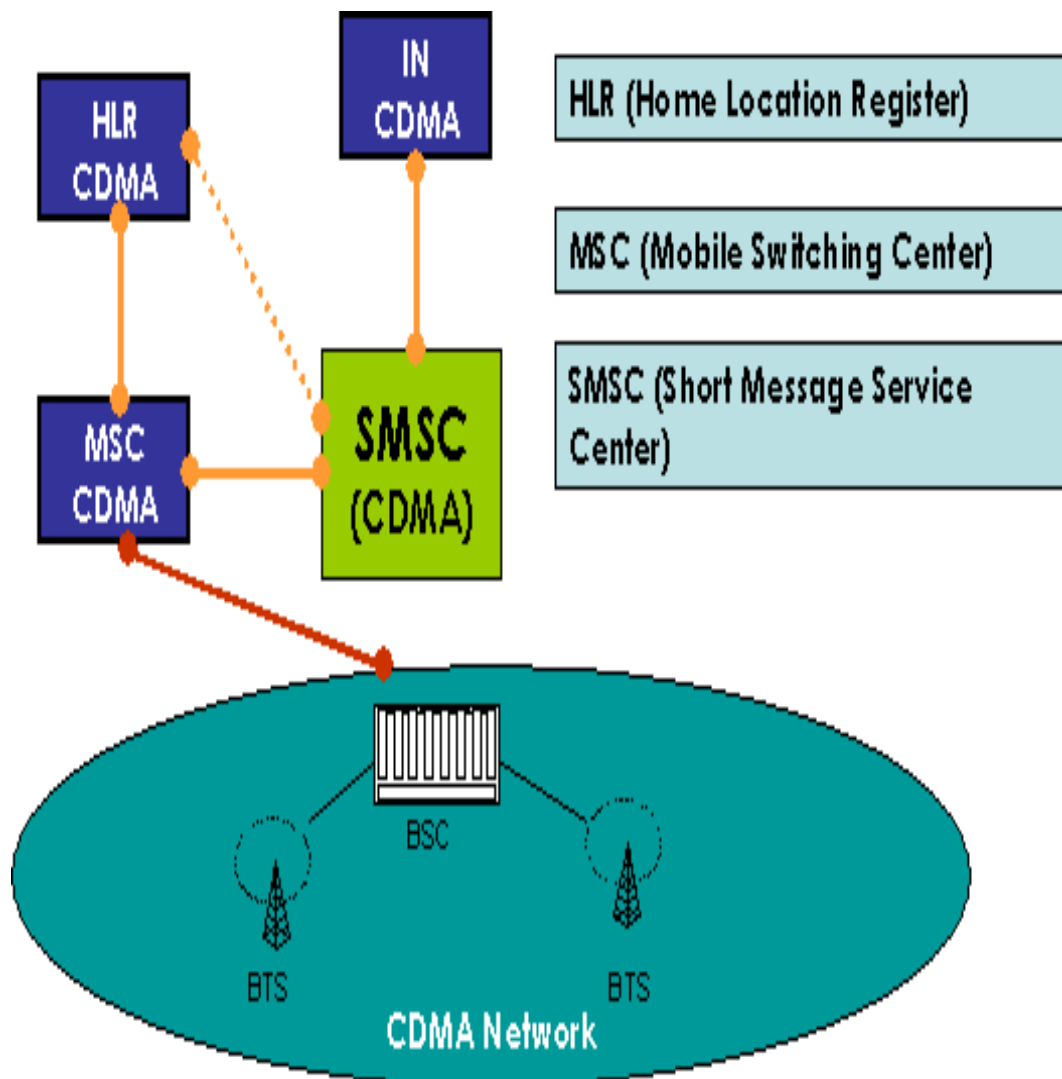 HLR
CDMA
IN
CDMA
HLR (Home Location Register)
MSC (Mobile Switching Center)
SMSC (Short Message Service
Center)
MSC
CDMA
SMSC
(CDMA)
BSC
BTS
BTS
CDMA Network